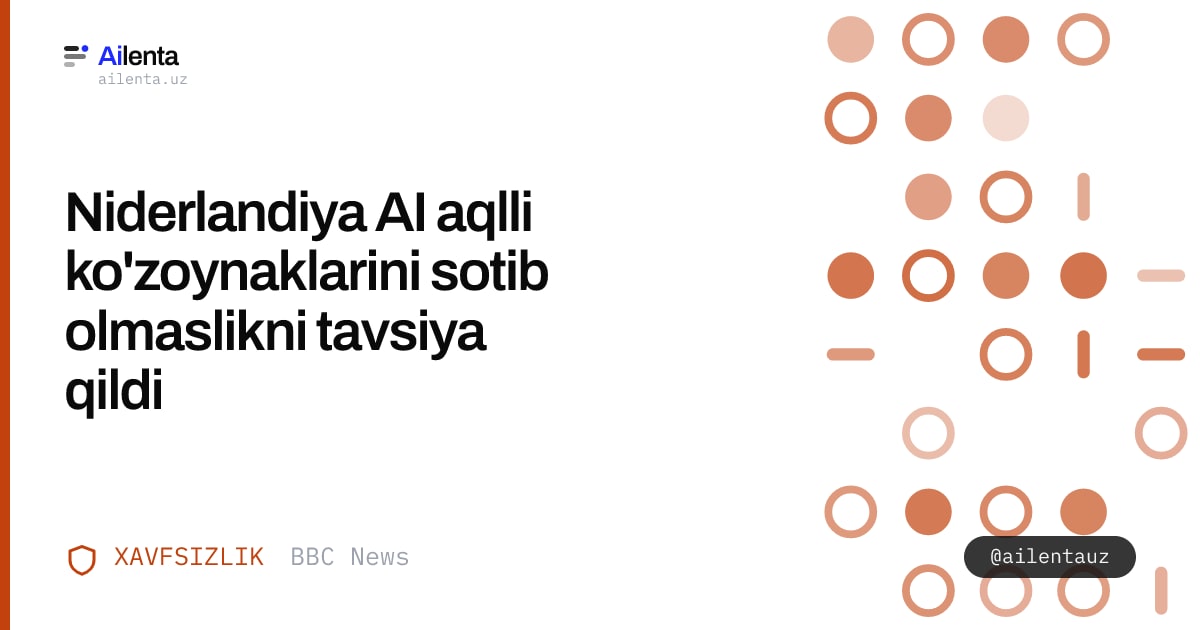 Ailenta
ailenta.uz
Niderlandiya AI aqlli
ko'zoynaklarini sotib
olmaslikni tavsiya
qildi
XAVFSIZLIK BBC News
@ailentauz